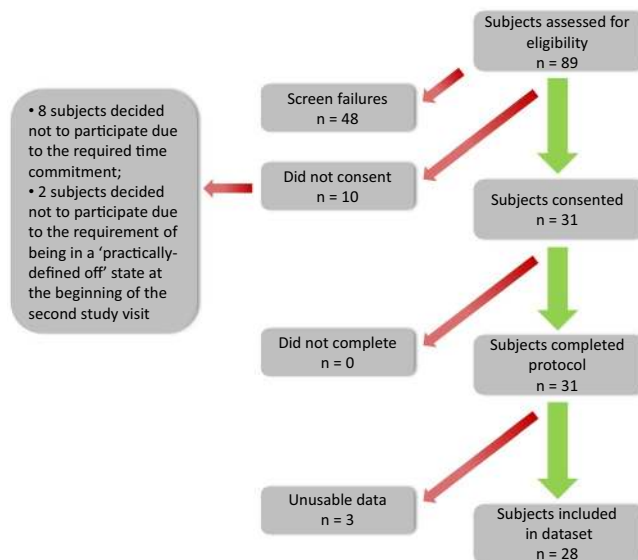 Subjects assessed for
eligibility
n = 89
Screen failures
n = 48
• 8 subjects decided
not to participate due
to the required time
commitment;
• 2 subjects decided
not to participate due
to the requirement of
being in a ‘practically-
defined off’ state at
the beginning of the
second study visit
Did not consent
n = 10
Subjects consented
n = 31
Did not complete
n = 0
Subjects completed
protocol
n = 31
Unusable data
n = 3
Subjects included
in dataset
n = 28